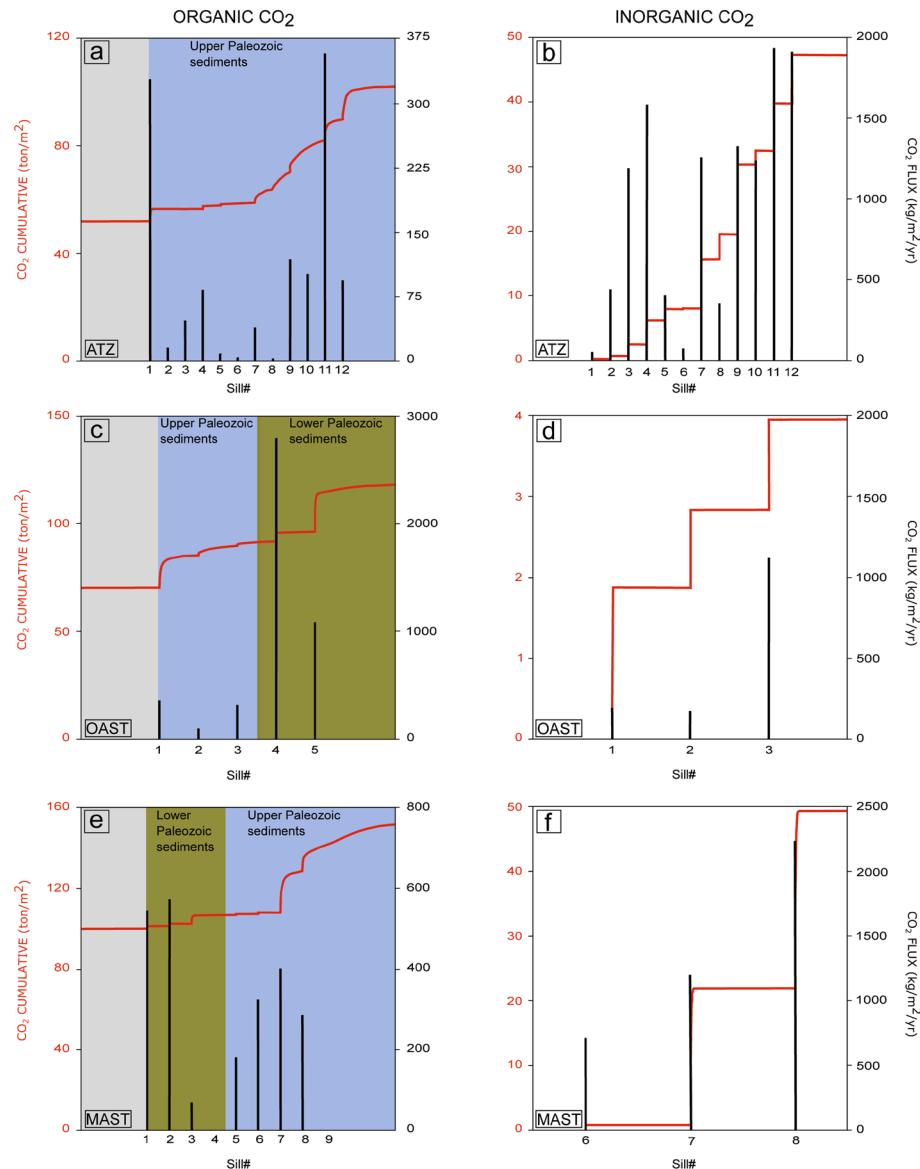 ORGANIC CO2
INORGANIC CO2
a
Upper Paleozoic
sediments
120
80
40
0
375
300
225
150
75
0
CO2 CUMULATIVE (ton/m2)
ATZ
1 2 3 4 5 6 7 8 9 10 11 12
Sill#
b
50
40
30
20
10
0
2000
1500
1000
500
0
CO2 FLUX (kg/m2/yr)
ATZ
1 2 3 4 5 6 7 8 9 10 11 12
Sill#
c
Upper Paleozoic
sediments
Lower Paleozoic
sediments
150
100
50
0
3000
2000
1000
0
CO2 CUMULATIVE (ton/m2)
OAST
1 2 3 4 5
Sill#
d
4
3
2
1
0
2000
1500
1000
500
0
CO2 FLUX (kg/m2/yr)
OAST
1 2 3
Sill#
e
Lower
Paleozoic
sediments
Upper Paleozoic
sediments
160
120
80
40
0
800
600
400
200
0
CO2 CUMULATIVE (ton/m2)
MAST
1 2 3 4 5 6 7 8 9
Sill#
f
50
40
30
20
10
0
2500
2000
1500
1000
500
0
CO2 FLUX (kg/m2/yr)
MAST
6 7 8
Sill#